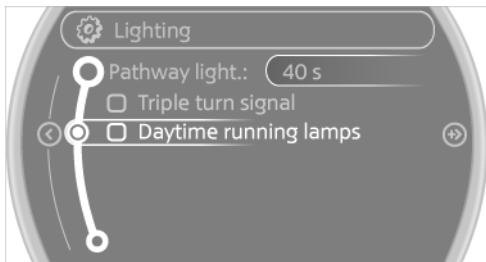 Lighting
Pathway light.: 40 s
Triple turn signal
Daytime running lamps